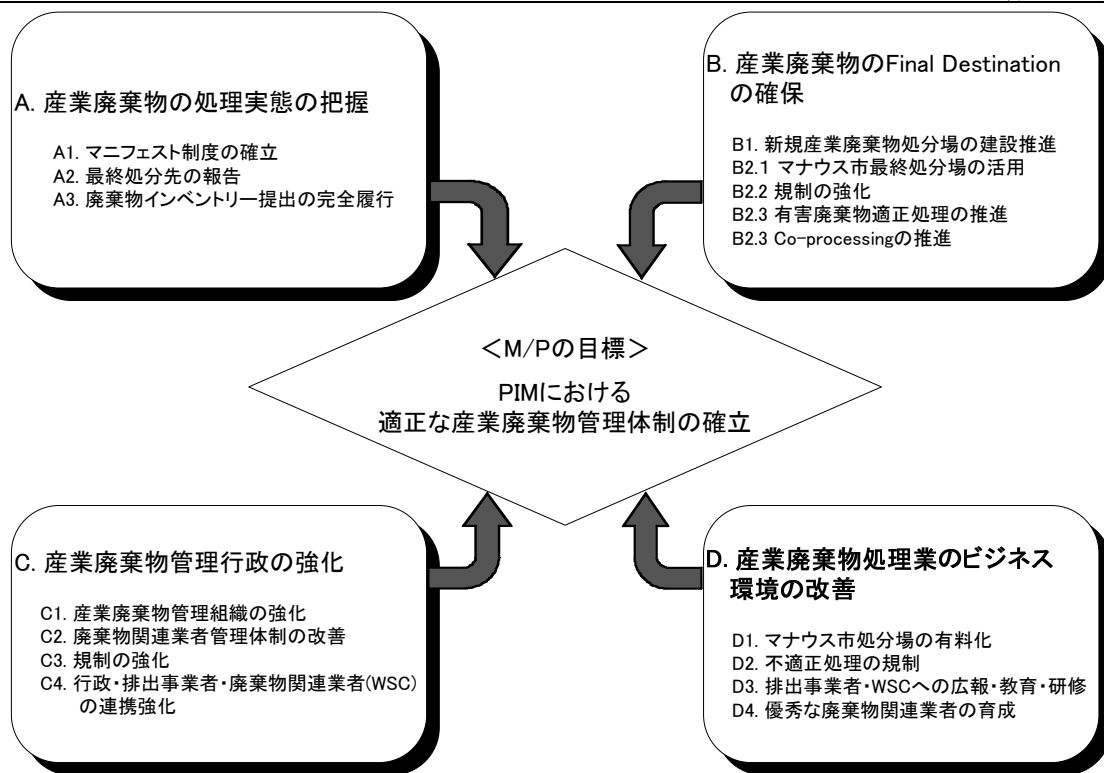 A. 産業廃棄物の処理実態の把握
A1. マニフェスト制度の確立
A2. 最終処分先の報告
A3. 廃棄物インベントリー提出の完全履行
B. 産業廃棄物のFinal Destination
の確保
B1. 新規産業廃棄物処分場の建設推進
B2.1 マナウス市最終処分場の活用
B2.2 規制の強化
B2.3 有害廃棄物適正処理の推進
B2.3 Co-processingの推進
＜M/Pの目標＞
PIMにおける
適正な産業廃棄物管理体制の確立
C. 産業廃棄物管理行政の強化
C1. 産業廃棄物管理組織の強化
C2. 廃棄物関連業者管理体制の改善
C3. 規制の強化
C4. 行政・排出事業者・廃棄物関連業者(WSC)
の連携強化
D. 産業廃棄物処理業のビジネス
環境の改善
D1. マナウス市処分場の有料化
D2. 不適正処理の規制
D3. 排出事業者・WSCへの広報・教育・研修
D4. 優秀な廃棄物関連業者の育成